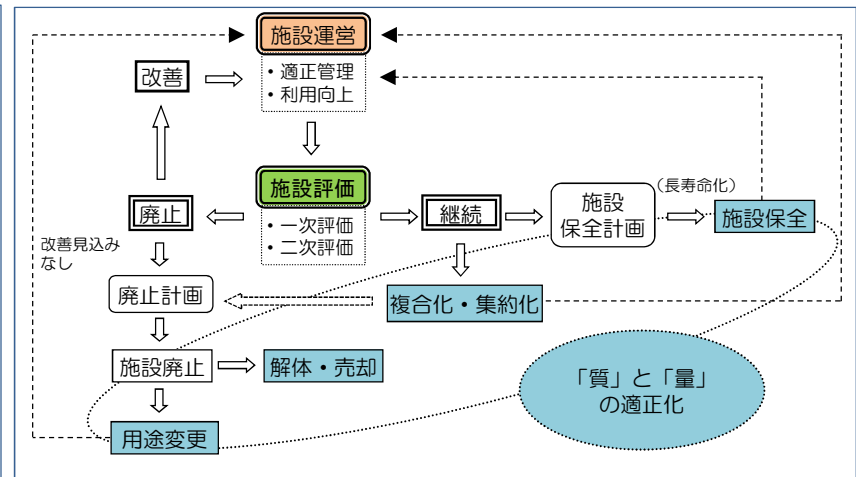 施設運営
・適正管理
・利用向上
改善
施設評価
・一次評価
・二次評価
廃止
継続
施設
保全計画
（長寿命化）
施設保全
改善見込み
なし
廃止計画
複合化・集約化
施設廃止
解体・売却
「質」と「量」
の適正化
用途変更